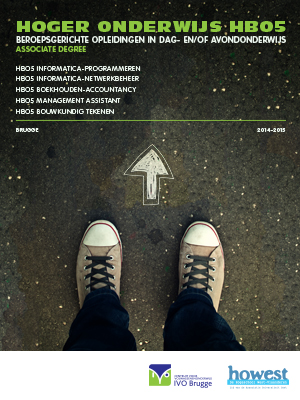 HOGER ONDERWIJS HBO5
BEROEPSGERICHTE OPLEIDINGEN IN DAG- EN/OF AVONDONDERWIJS
ASSOCIATE DEGREE
HBO5 INFORMATICA-PROGRAMMEREN
HBO5 INFORMATICA-NETWERKBEHEER
HBO5 BOEKHOUDEN-ACCOUNTANCY
HBO5 MANAGEMENT ASSISTANT
HBO5 BOUWKUNDIG TEKENEN
BRUGGE 2014-2015
IVO Brugge
howest